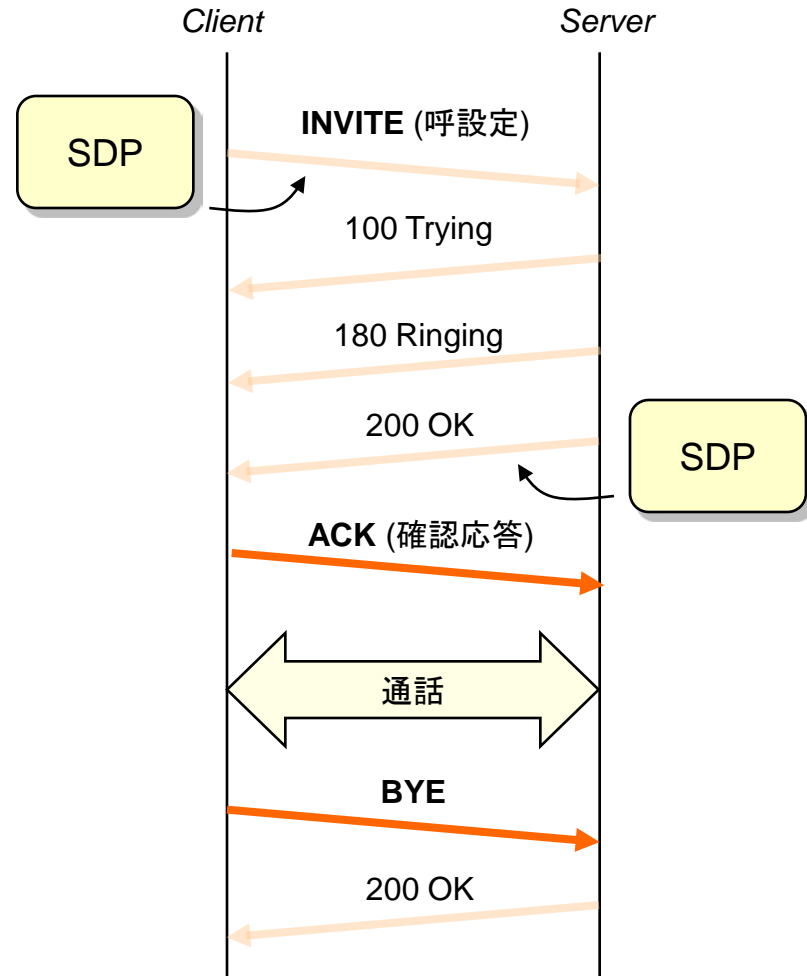 Client
Server
INVITE (呼設定)
SDP
100 Trying
180 Ringing
200 OK
SDP
ACK (確認応答)
通話
BYE
200 OK